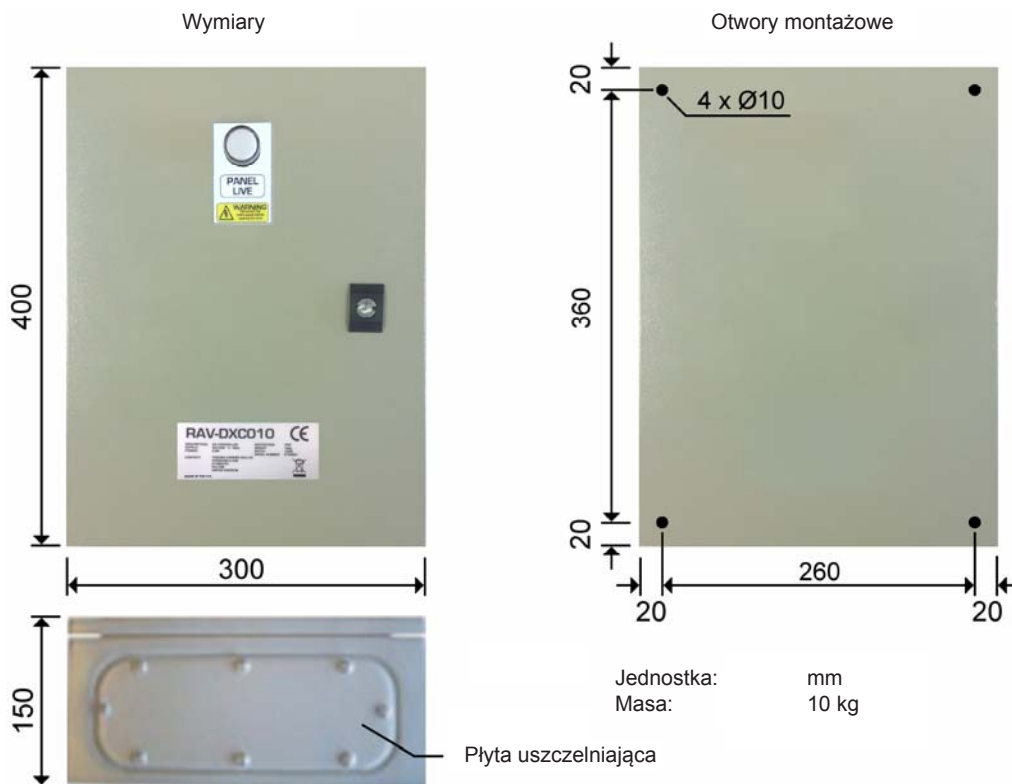 Wymiary
Otwory montażowe
400
PANEL
LIVE
WARNING
RAV-DXC010 CE
300
150
Płyta uszczelniająca
20
4 x Ø10
360
20
260
20
20
Jednostka: mm
Masa: 10 kg